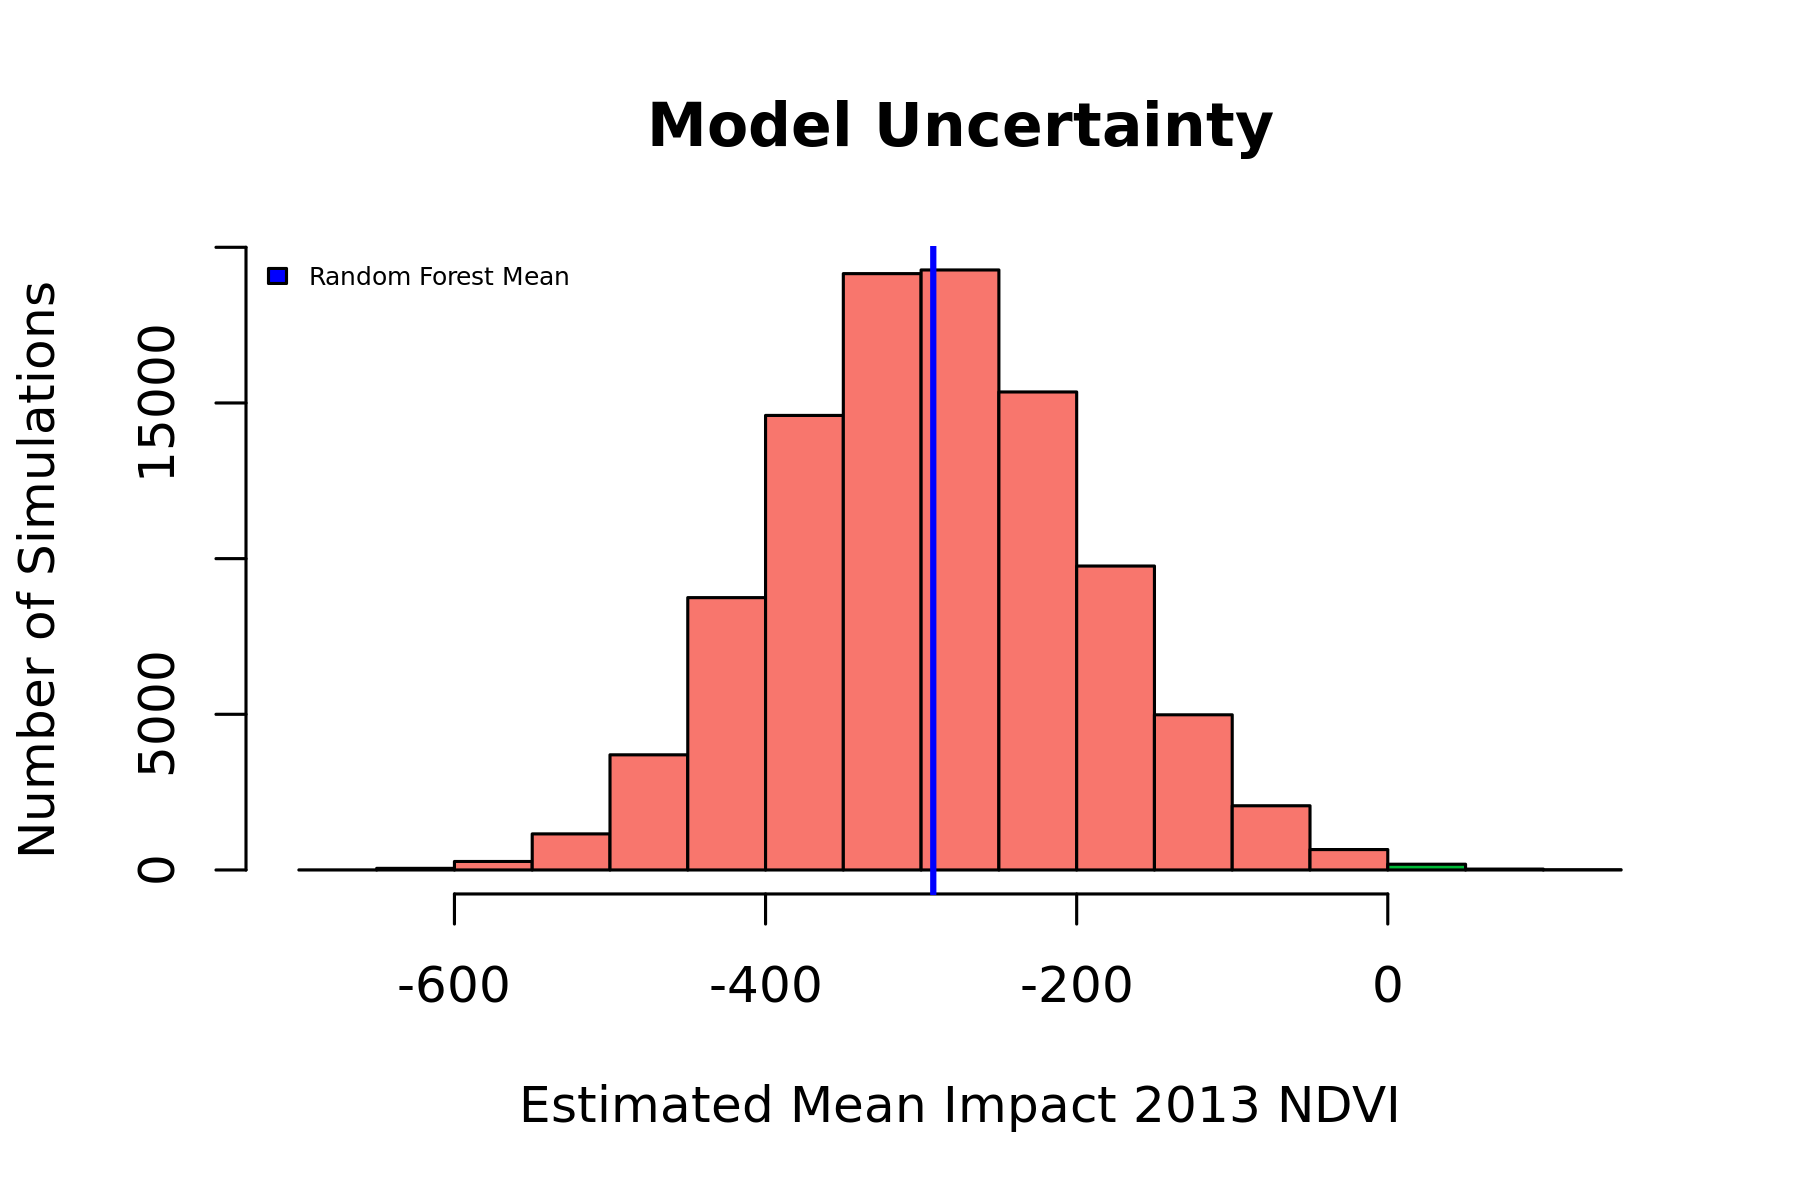 Model Uncertainty
Random Forest Mean
Number of Simulations
15000
5000
0
-600 -400 -200 0
Estimated Mean Impact 2013 NDVI